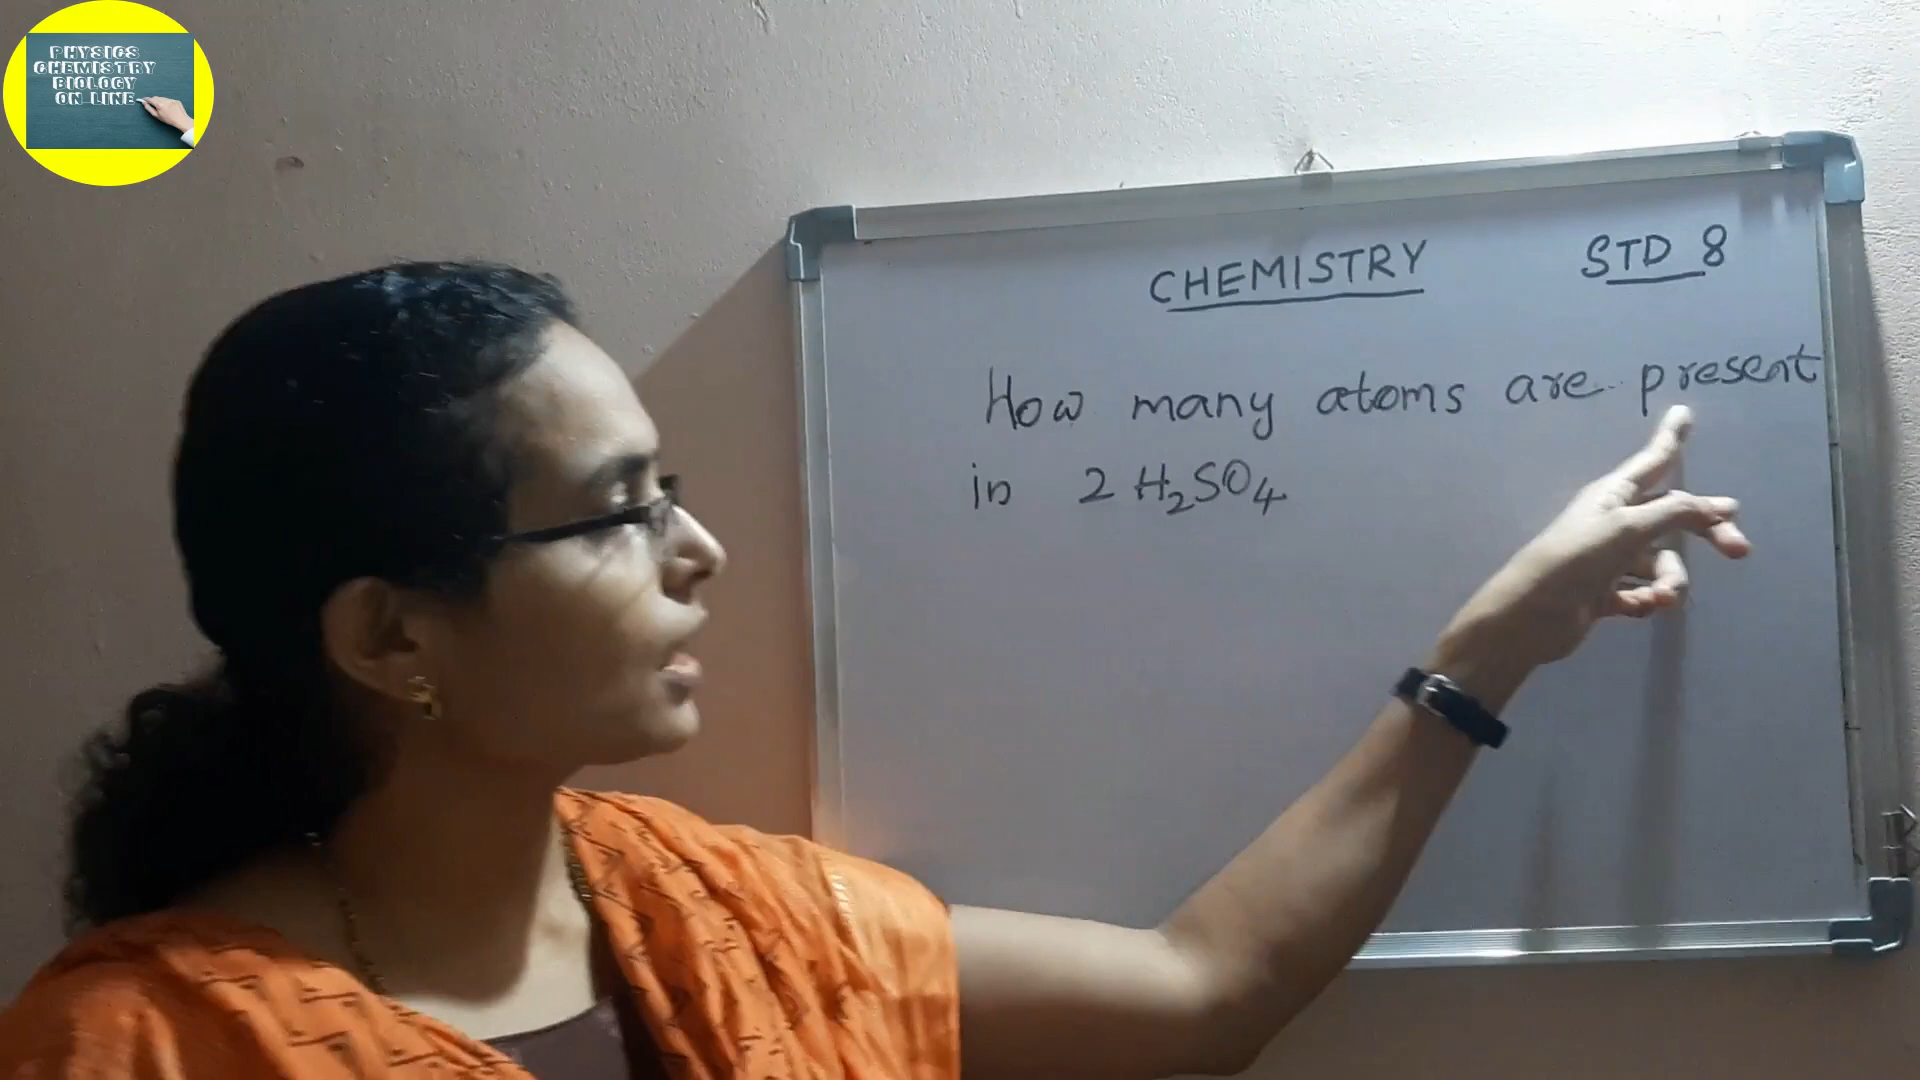 PHYSICS
CHEMISTRY
BIOLOGY
ON LINE
CHEMISTRY STD 8
How many atoms are present
in 2 H₂SO₄